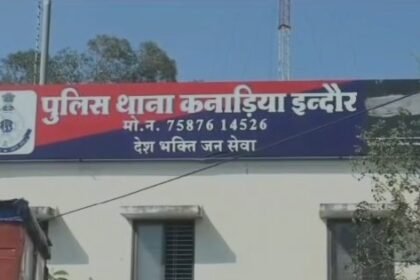 पुलिस थाना कनाड़िया इन्दौर
मो.न. 75876 14526
देश भक्ति जन सेवा